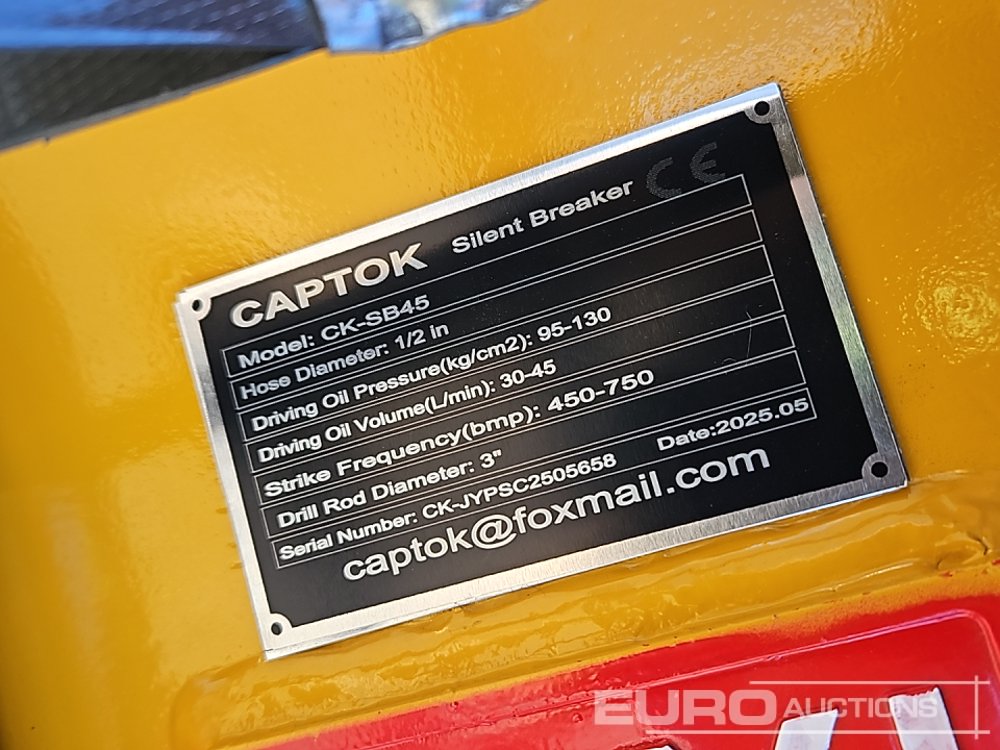 CAPTOK Silent Breaker CE
Model: CK-SB45
Hose Diameter: 1/2 in
Driving Oil Pressure(kg/cm2): 95-130
Driving Oil Volume(L/min): 30-45
Strike Frequency(bmp): 450-750
Drill Rod Diameter: 3"
Serial Number: CK-JYPSC2505658 Date:2025.05
captok@foxmail.com
EURO AUCTIONS